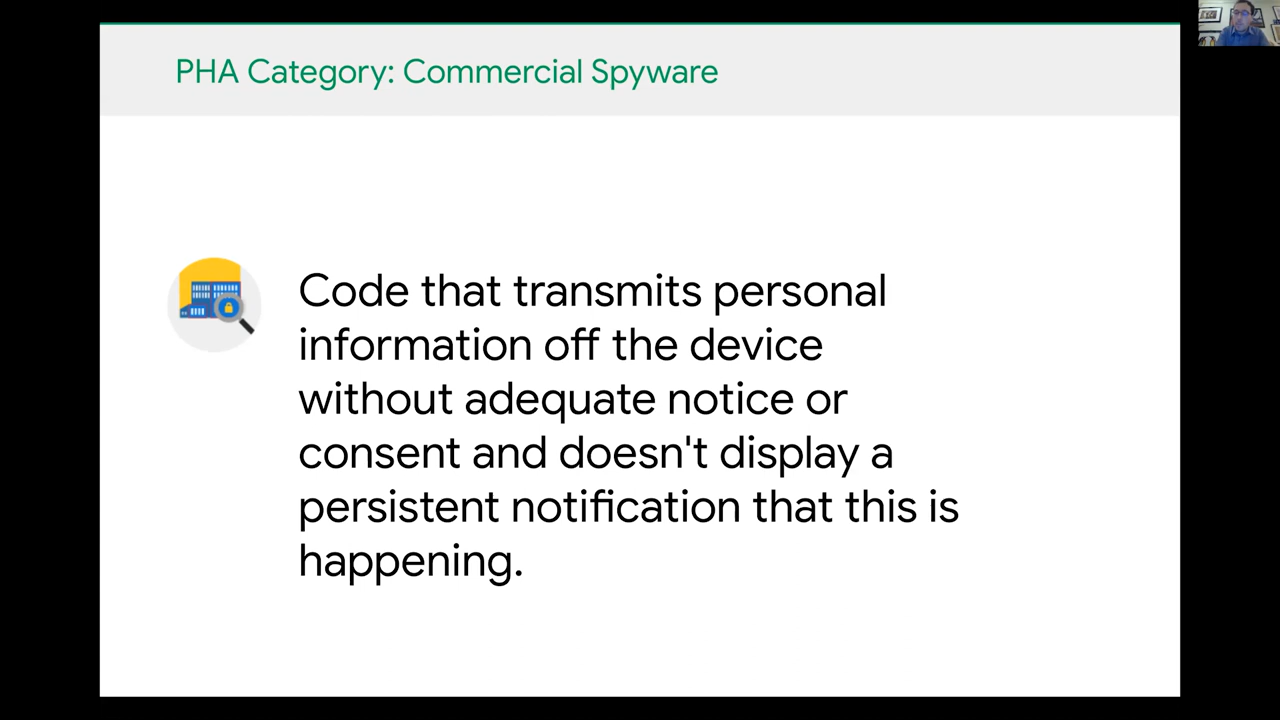 PHA Category: Commercial Spyware
Code that transmits personal
information off the device
without adequate notice or
consent and doesn't display a
persistent notification that this is
happening.